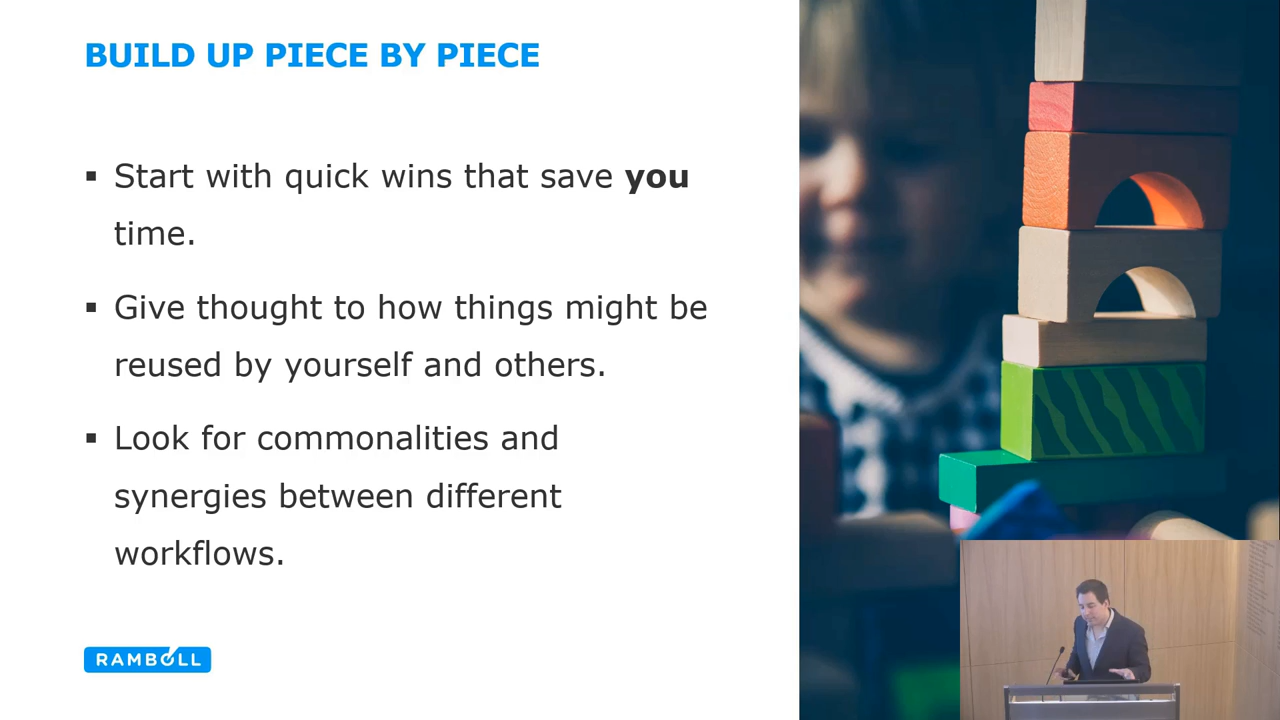 BUILD UP PIECE BY PIECE
▪ Start with quick wins that save you
time.
▪ Give thought to how things might be
reused by yourself and others.
▪ Look for commonalities and
synergies between different
workflows.
RAMBOLL